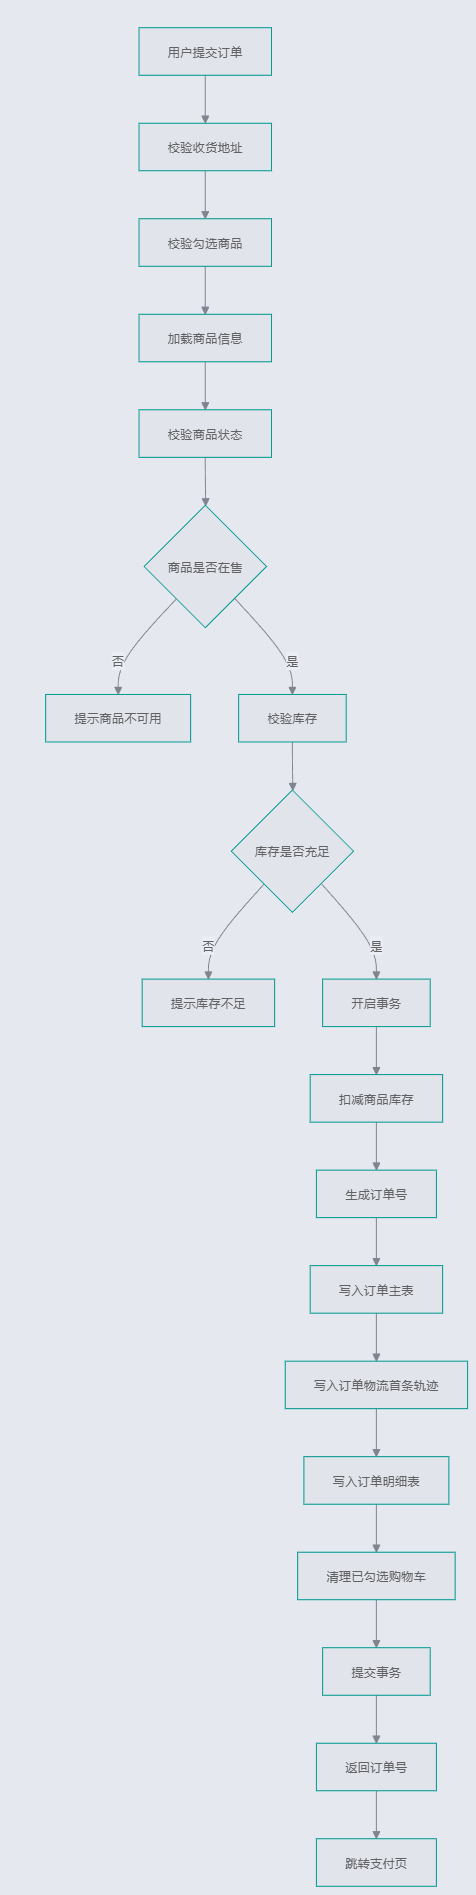 用户提交订单
校验收货地址
校验勾选商品
加载商品信息
校验商品状态
商品是否在售
否
是
提示商品不可用
校验库存
库存是否充足
否
是
提示库存不足
开启事务
扣减商品库存
生成订单号
写入订单主表
写入订单物流首条轨迹
写入订单明细表
清理已勾选购物车
提交事务
返回订单号
跳转支付页